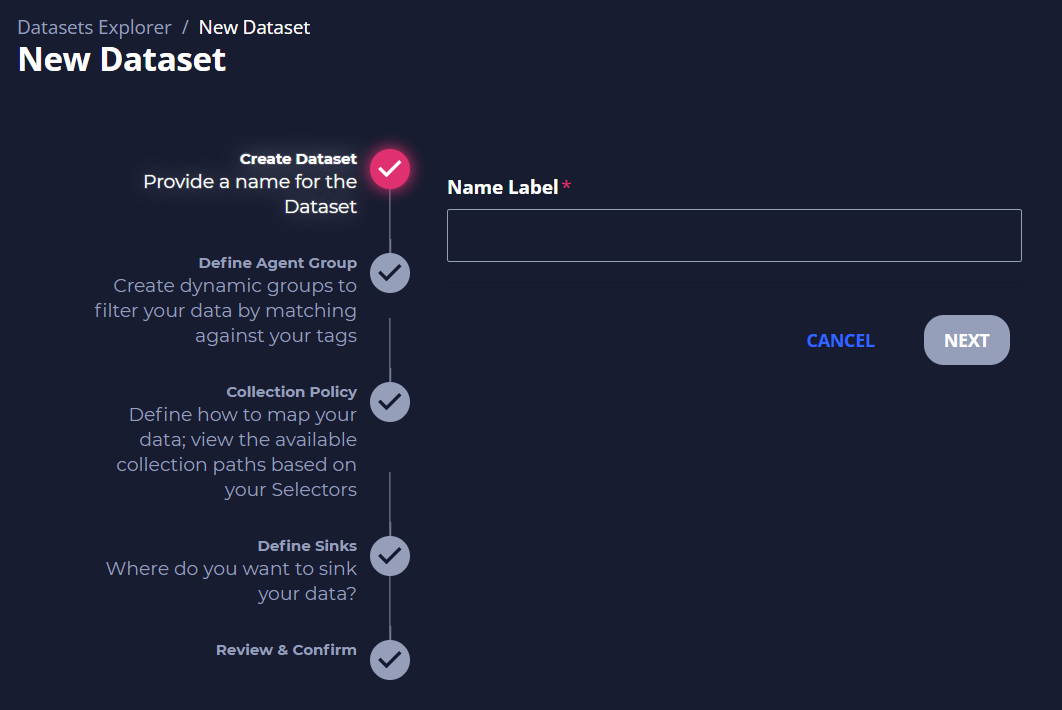 Datasets Explorer / New Dataset
New Dataset
Create Dataset
Provide a name for the
Dataset
Define Agent Group
Create dynamic groups to
filter your data by matching
against your tags
Collection Policy
Define how to map your
data; view the available
collection paths based on
your Selectors
Define Sinks
Where do you want to sink
your data?
Review & Confirm
Name Label*
CANCEL NEXT